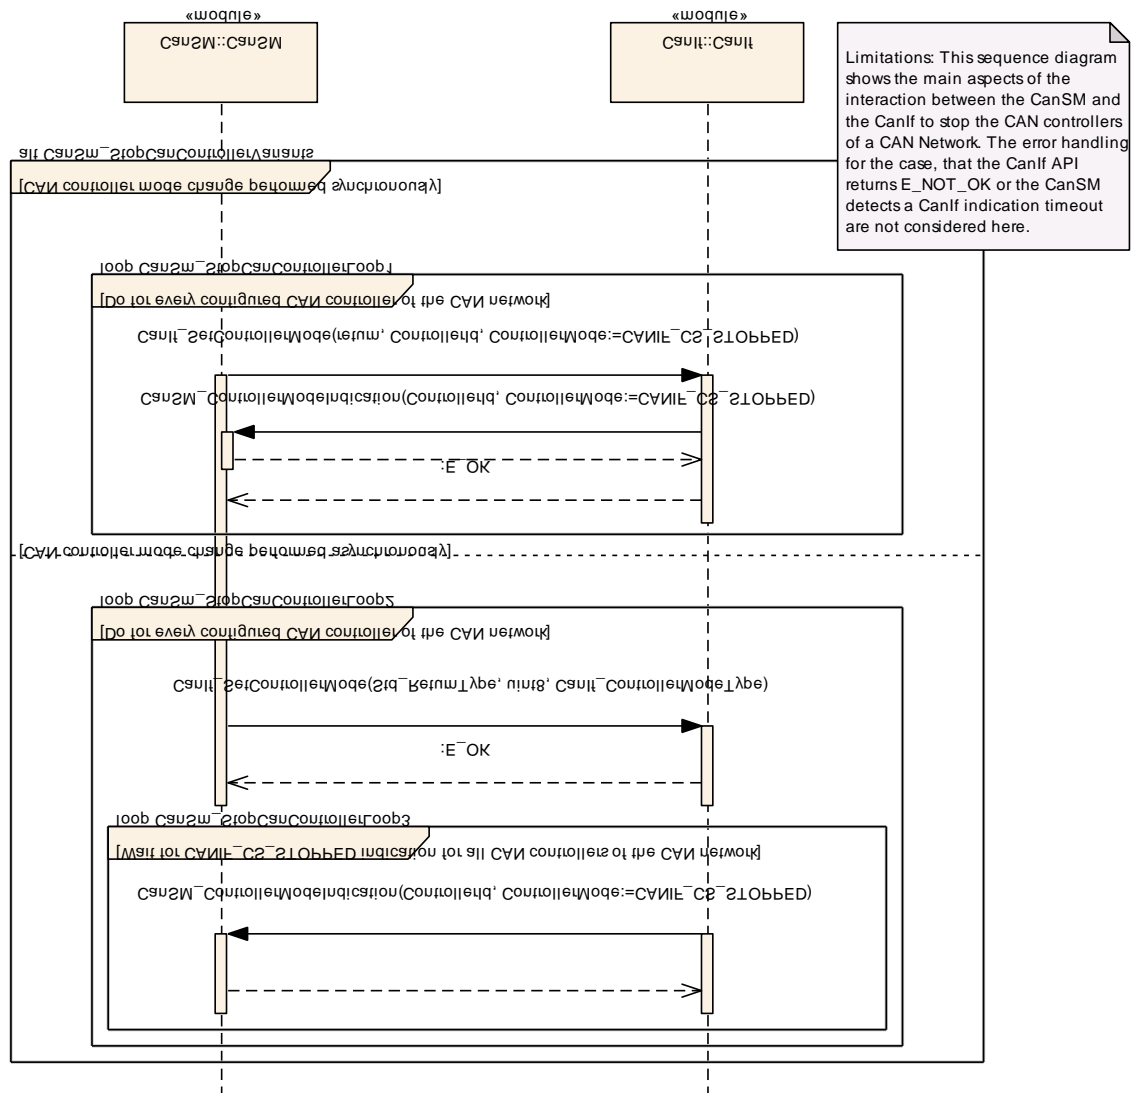 «module»
CanSM::CanSM
«module»
CanIf::CanIf
Limitations: This sequence diagram
shows the main aspects of the
interaction between the CanSM and
the CanIf to stop the CAN controllers
of a CAN Network. The error handling
for the case, that the CanIf API
returns E_NOT_OK or the CanSM
detects a CanIf indication timeout
are not considered here.
alt CanSm_StopCanControllerVariants
[CAN controller mode change performed synchronously]
loop CanSm_StopCanControllerLoop1
[Do for every configured CAN controller of the CAN network]
CanIf_SetControllerMode(return, ControllerId, ControllerMode:=CANIF_CS_STOPPED)
CanSM_ControllerModeIndication(ControllerId, ControllerMode:=CANIF_CS_STOPPED)
:E_OK
[CAN controller mode change performed asynchronously]
loop CanSm_StopCanControllerLoop2
[Do for every configured CAN controller of the CAN network]
CanIf_SetControllerMode(Std_ReturnType, uint8, CanIf_ControllerModeType)
:E_OK
loop CanSm_StopCanControllerLoop3
[Wait for CANIF_CS_STOPPED indication for all CAN controllers of the CAN network]
CanSM_ControllerModeIndication(ControllerId, ControllerMode:=CANIF_CS_STOPPED)